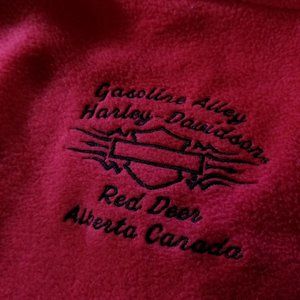 Gasoline Alley
Harley-Davidson
Red Deer
Alberta Canada